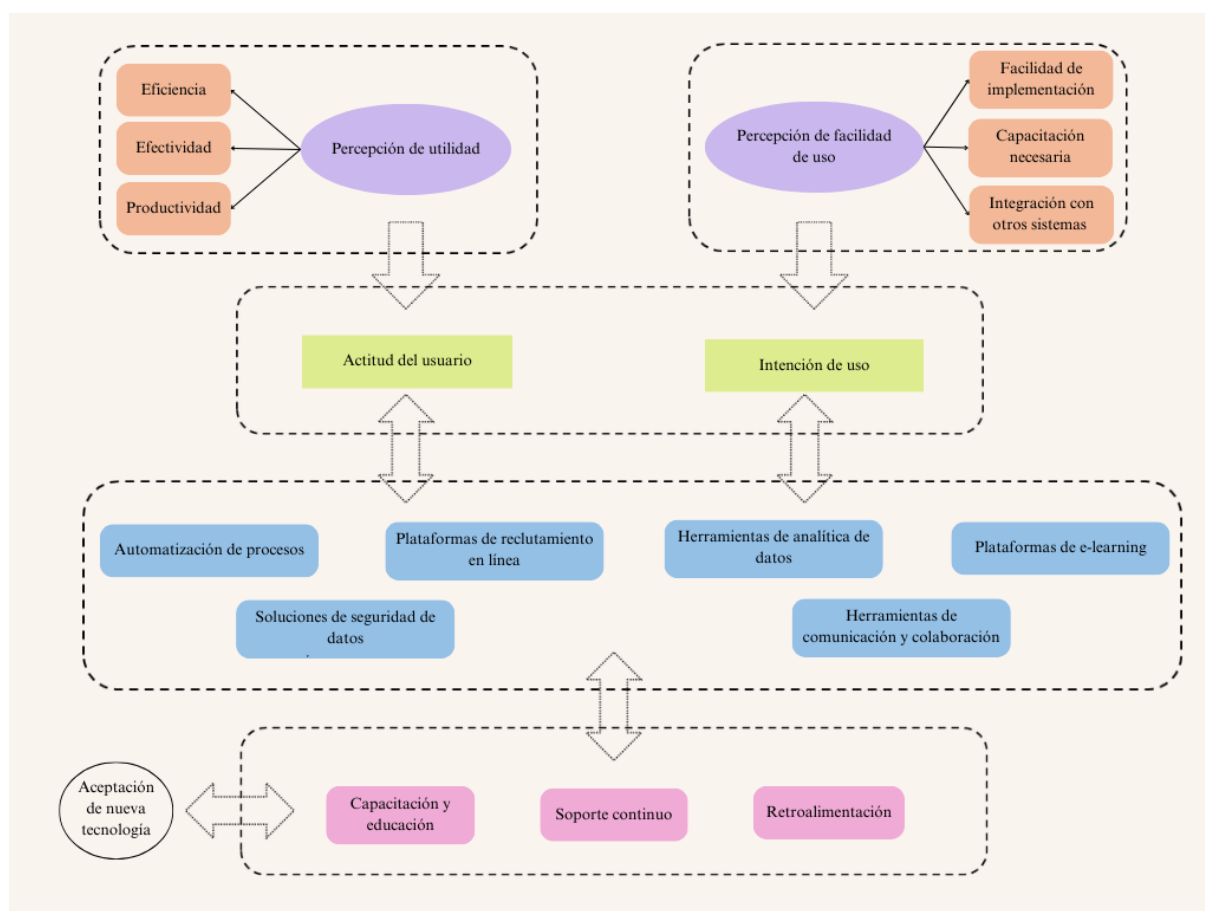 Eficiencia
Efectividad
Productividad
Percepción de utilidad
Percepción de facilidad
de uso
Facilidad de
implementación
Capacitación
necesaria
Integración con
otros sistemas
Actitud del usuario
Intención de uso
Automatización de procesos
Plataformas de reclutamiento
en línea
Herramientas de analítica de
datos
Plataformas de e-learning
Soluciones de seguridad de
datos
Herramientas de
comunicación y colaboración
Aceptación
de nueva
tecnología
Capacitación y
educación
Soporte continuo
Retroalimentación